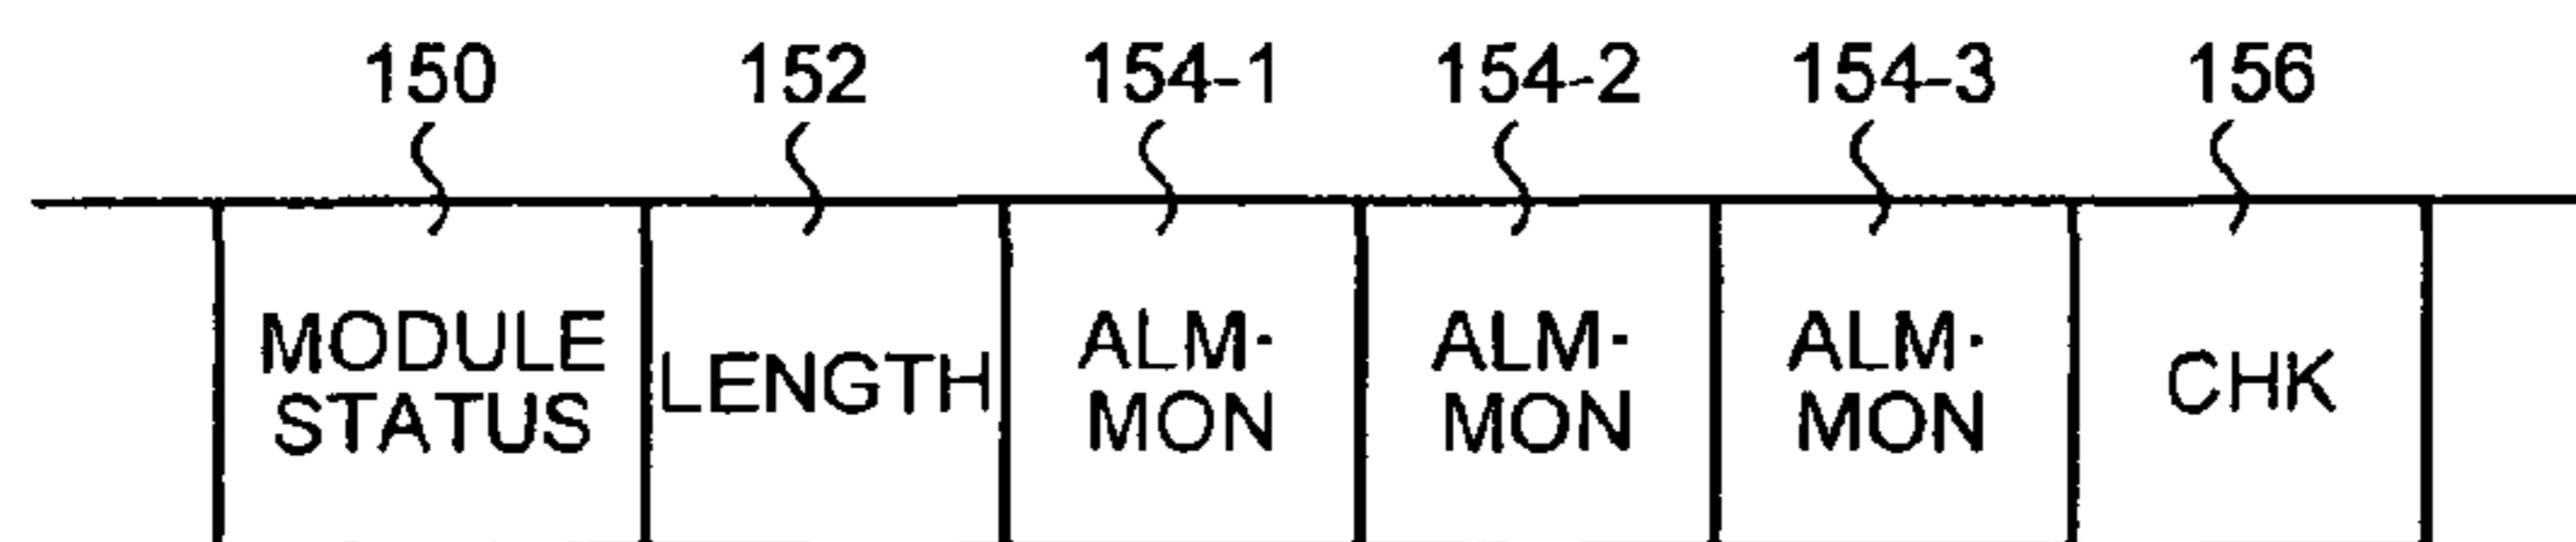 150 152 154-1 154-2 154-3 156
MODULE
STATUS
LENGTH
ALM-
MON
ALM-
MON
ALM-
MON
CHK